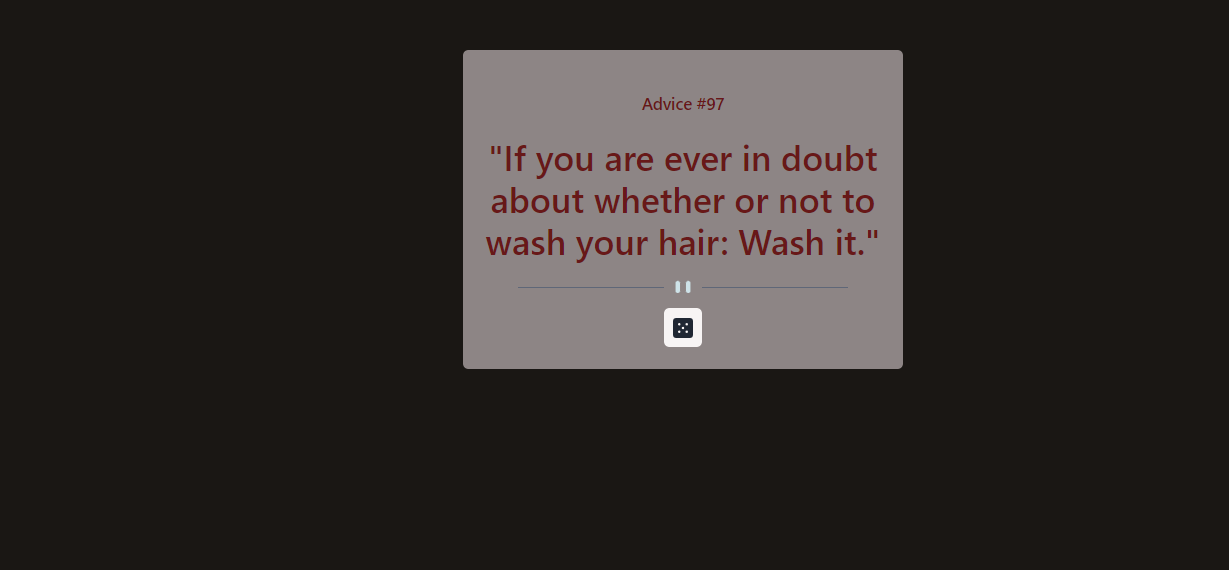 Advice #97
"If you are ever in doubt
about whether or not to
wash your hair: Wash it."